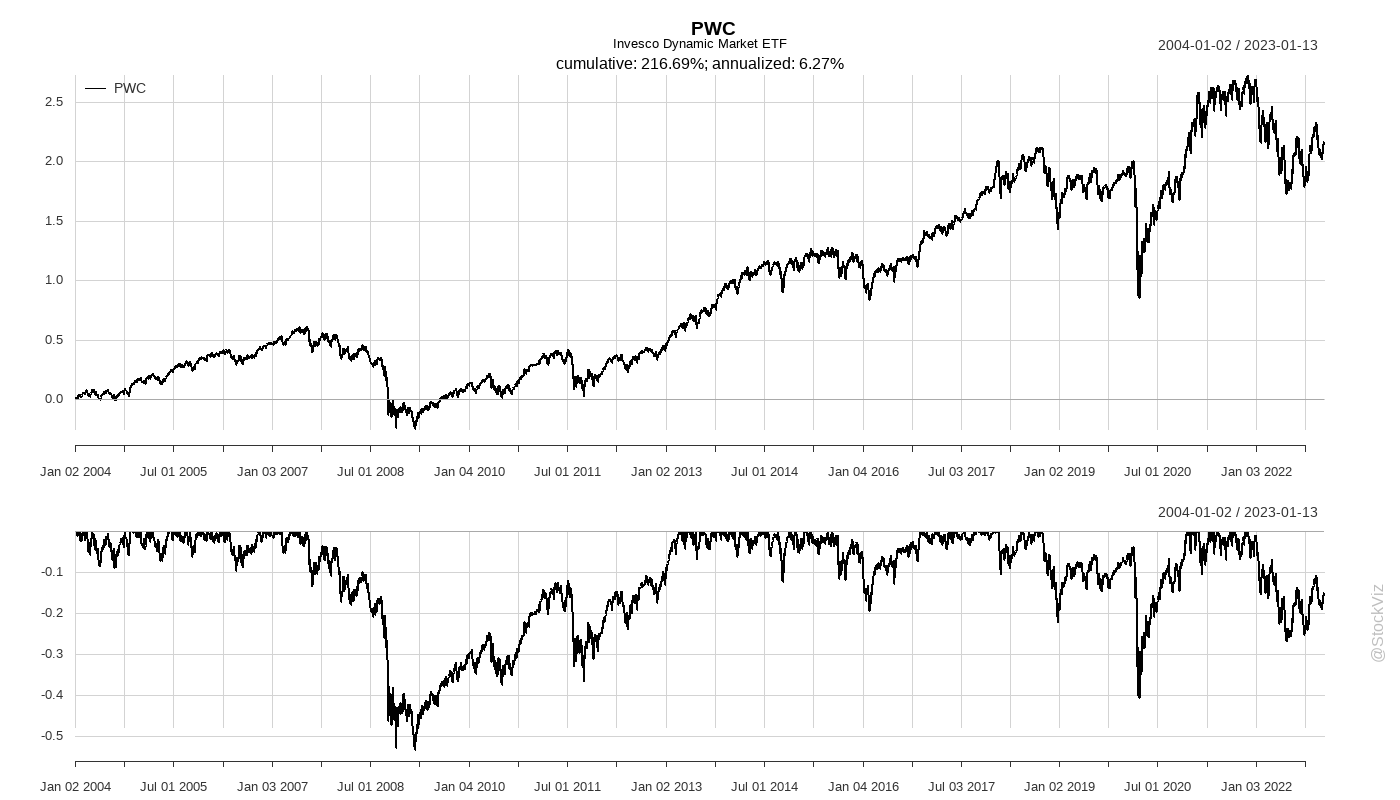 PWC
Invesco Dynamic Market ETF
2004-01-02 / 2023-01-13
cumulative: 216.69%; annualized: 6.27%
PWC
2.5
2.0
1.5
1.0
0.5
0.0
Jan 02 2004 Jul 01 2005 Jan 03 2007 Jul 01 2008 Jan 04 2010 Jul 01 2011 Jan 02 2013 Jul 01 2014 Jan 04 2016 Jul 03 2017 Jan 02 2019 Jul 01 2020 Jan 03 2022
2004-01-02 / 2023-01-13
-0.1
-0.2
-0.3
-0.4
-0.5
Jan 02 2004 Jul 01 2005 Jan 03 2007 Jul 01 2008 Jan 04 2010 Jul 01 2011 Jan 02 2013 Jul 01 2014 Jan 04 2016 Jul 03 2017 Jan 02 2019 Jul 01 2020 Jan 03 2022
@StockViz